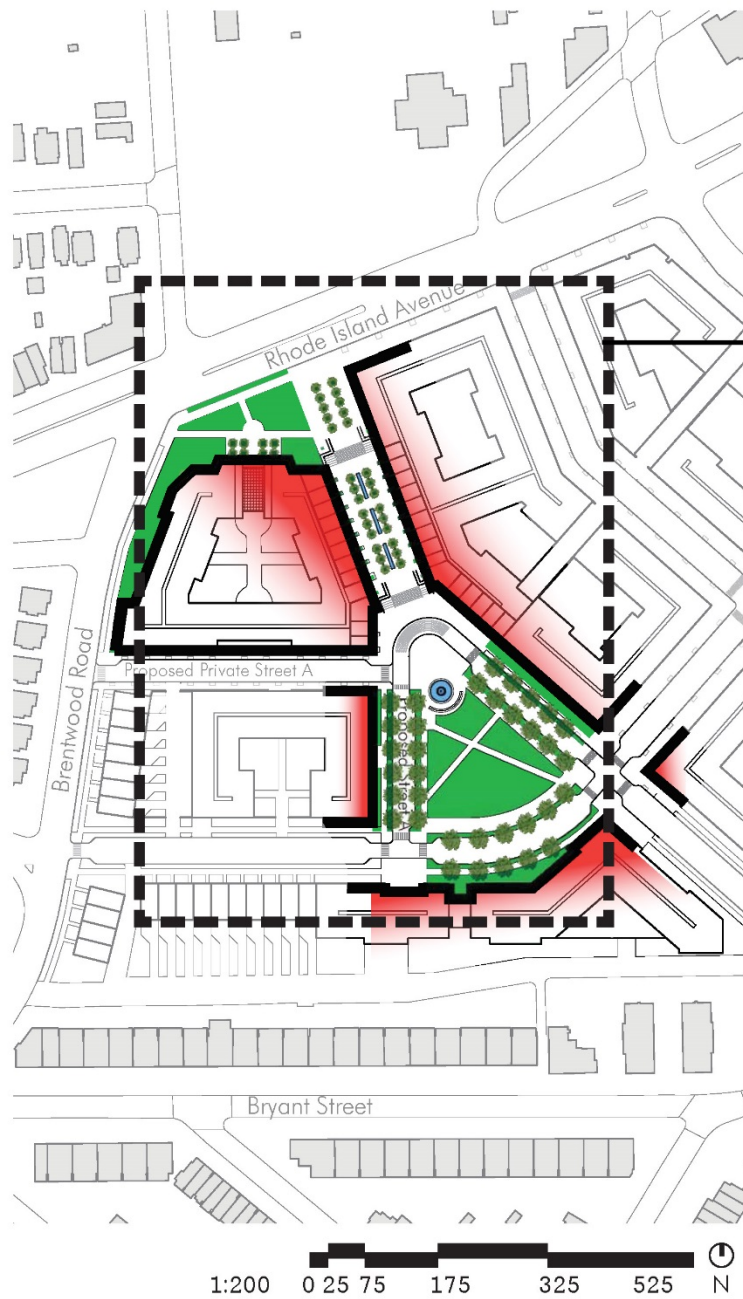 Rhode Island Avenue
Brentwood Road
Proposed Private Street A
Proposed Street A
Bryant Street
1:200 0 25 75 175 325 525 N